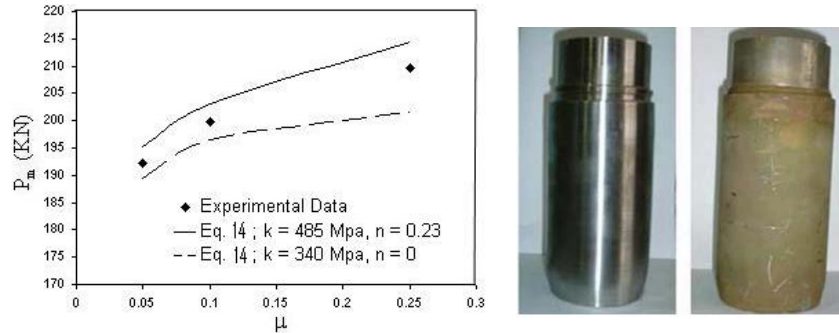 220
215
210
205
200
195
190
185
180
175
170
P_m (KN)
Experimental Data
Eq. 14 ; k = 485 Mpa, n = 0.23
Eq. 14 ; k = 340 Mpa, n = 0
0 0.05 0.1 0.15 0.2 0.25 0.3
μ